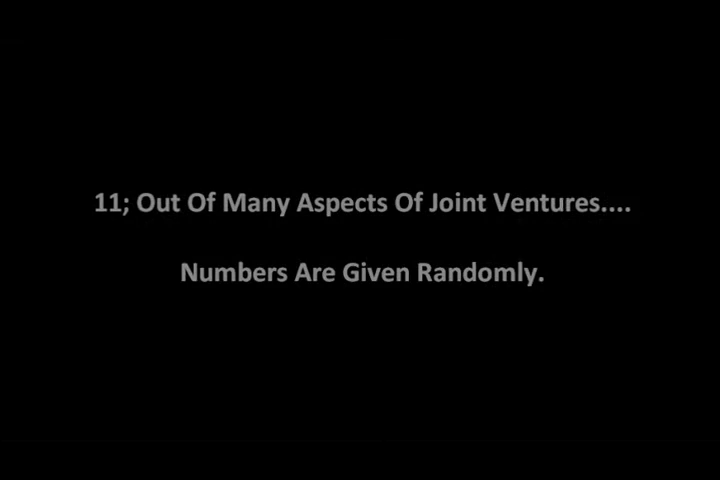 11; Out Of Many Aspects Of Joint Ventures....
Numbers Are Given Randomly.